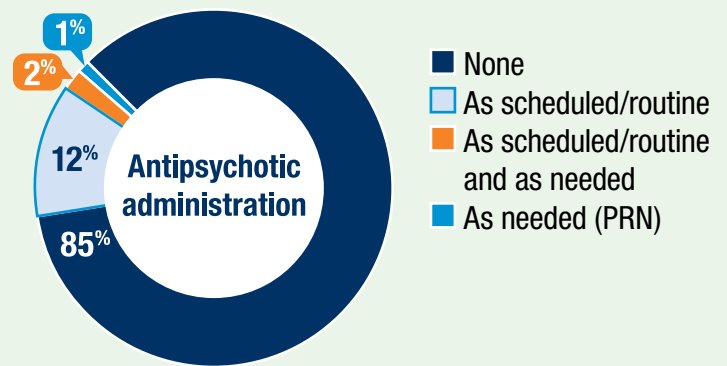 1%
2%
12%
85%
Antipsychotic
administration
None
As scheduled/routine
As scheduled/routine
and as needed
As needed (PRN)